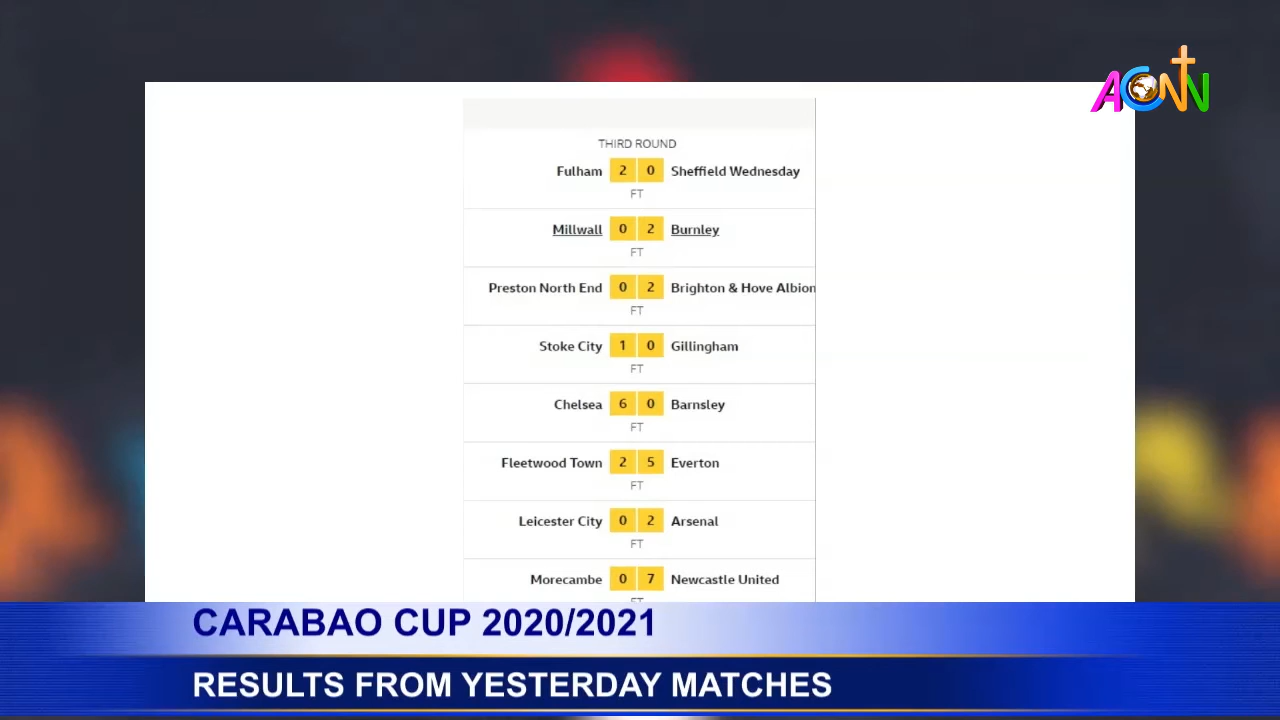 ACNN
THIRD ROUND
Fulham 2 0 Sheffield Wednesday
FT
Millwall 0 2 Burnley
FT
Preston North End 0 2 Brighton & Hove Albion
FT
Stoke City 1 0 Gillingham
FT
Chelsea 6 0 Barnsley
FT
Fleetwood Town 2 5 Everton
FT
Leicester City 0 2 Arsenal
FT
Morecambe 0 7 Newcastle United
FT
CARABAO CUP 2020/2021
RESULTS FROM YESTERDAY MATCHES